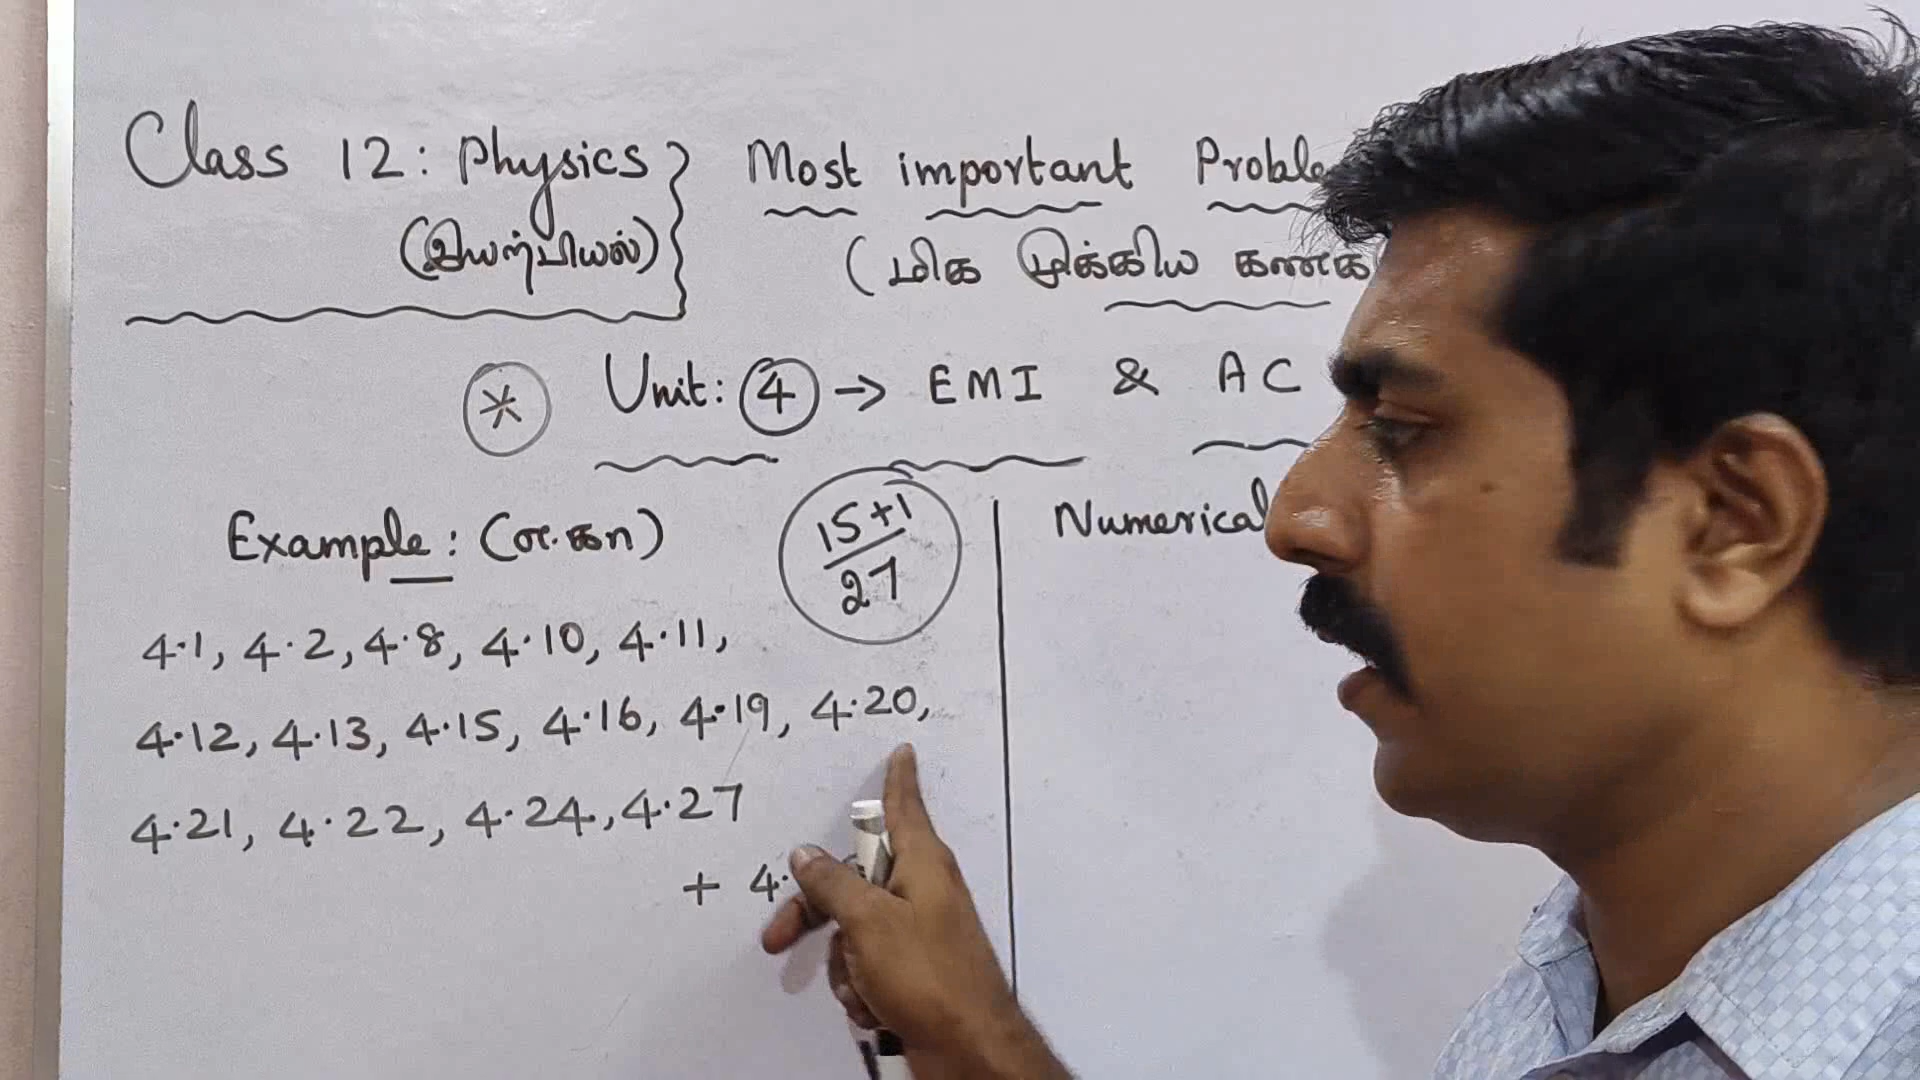 Class 12: Physics
(இயற்பியல்)
Most important
(மிக முக்கிய
* Unit: 4 → EMI & AC
Example: (எ.கா)
15+1
27
4.1, 4.2, 4.8, 4.10, 4.11,
4.12, 4.13, 4.15, 4.16, 4.19, 4.20,
4.21, 4.22, 4.24, 4.27
+ 4.
Numerical